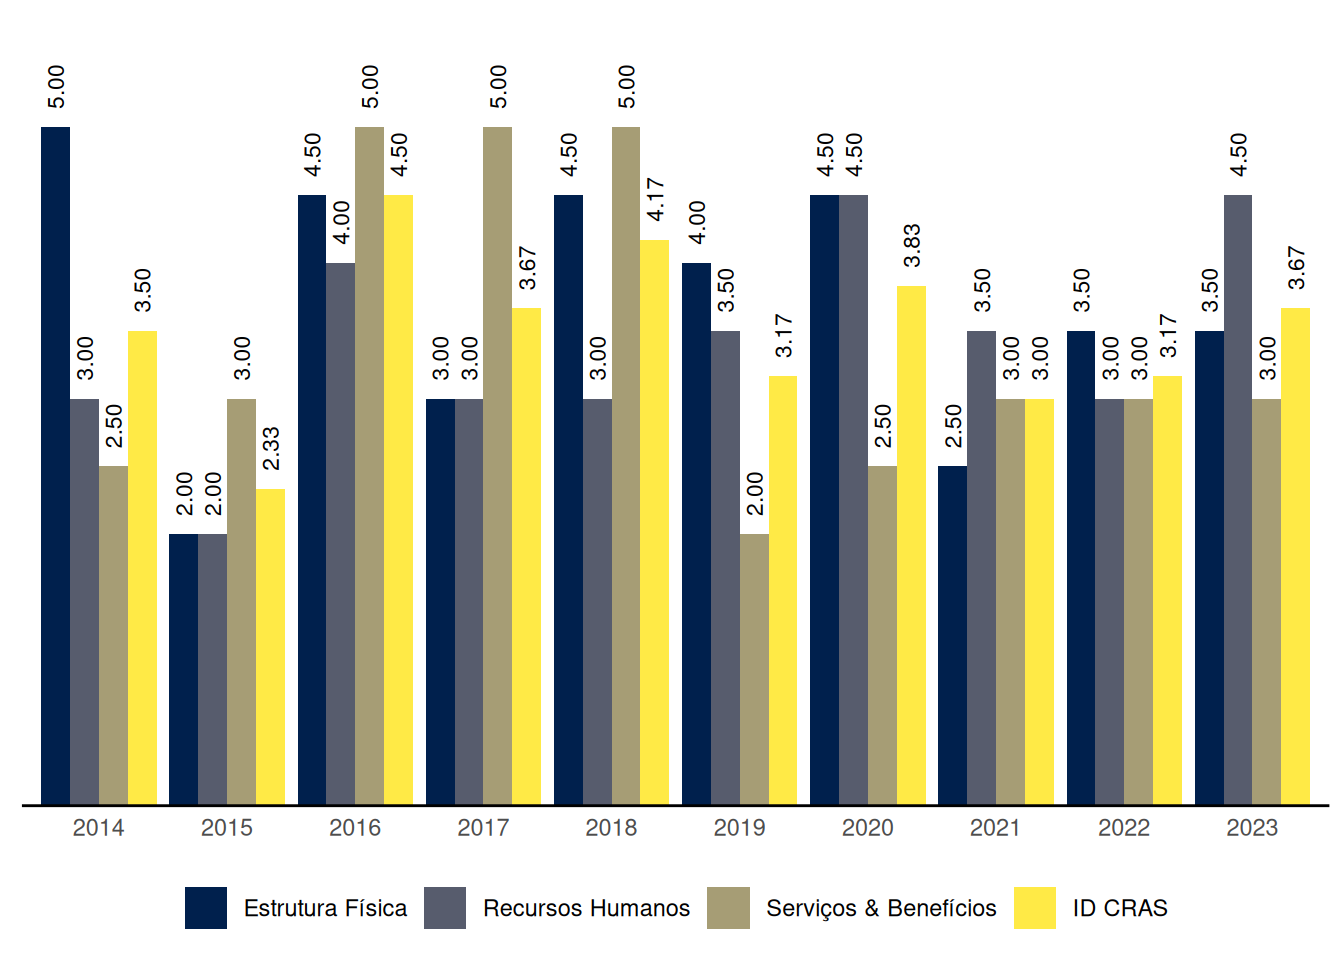 5.00 3.00 2.50 3.50
2.00 2.00 3.00 2.33
4.50 4.00 5.00 4.50
3.00 3.00 5.00 3.67
4.50 3.00 5.00 4.17
4.00 3.50 2.00 3.17
4.50 4.50 2.50 3.83
2.50 3.50 3.00 3.00
3.50 3.00 3.00 3.17
3.50 4.50 3.00 3.67
2014 2015 2016 2017 2018 2019 2020 2021 2022 2023
Estrutura Física Recursos Humanos Serviços & Benefícios ID CRAS